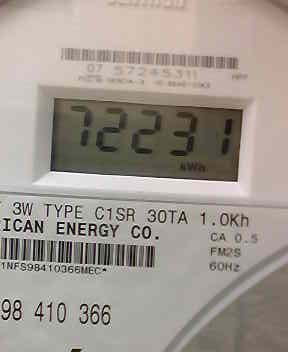 07 57245311
72231
kWh
3W TYPE C1SR 30TA 1.0Kh
ICAN ENERGY CO.
CA 0.5
FM2S
1NFS98410366MEC*
60Hz
98 410 366